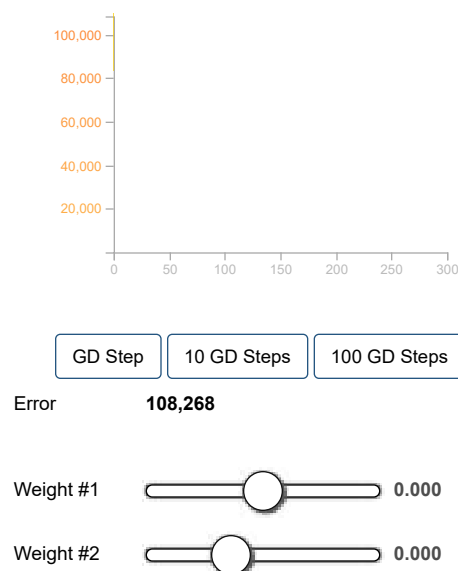 100,000
80,000
60,000
40,000
20,000
0 50 100 150 200 250 300
GD Step 10 GD Steps 100 GD Steps
Error 108,268
Weight #1 0.000
Weight #2 0.000